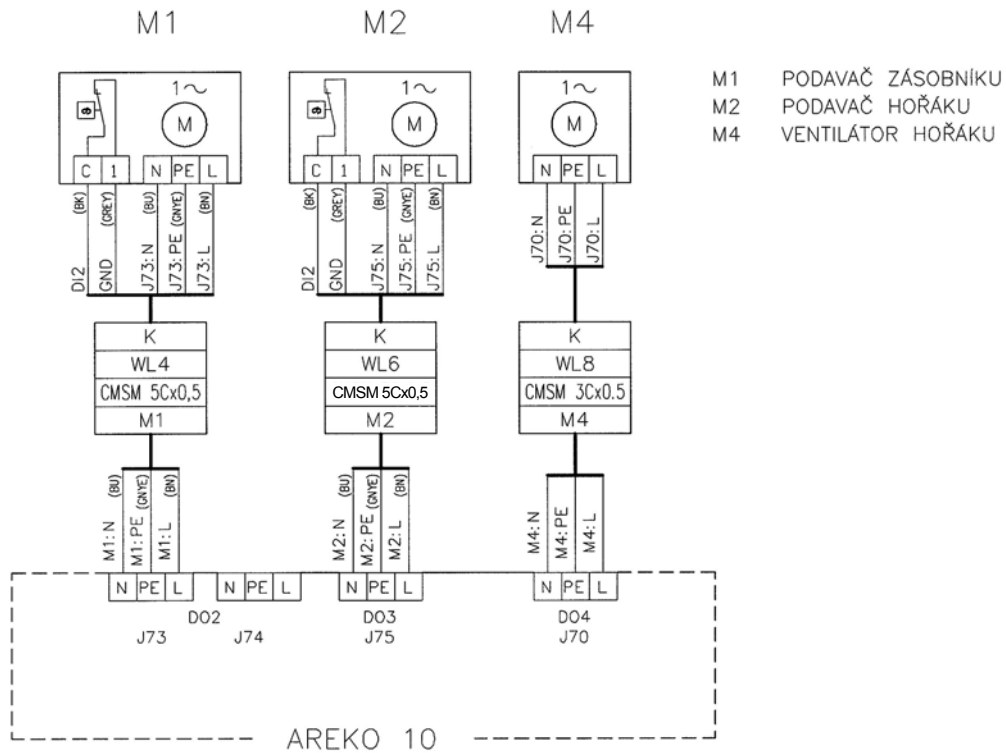 M1 M2 M4
M1 PODAVAČ ZÁSOBNÍKU
M2 PODAVAČ HOŘÁKU
M4 VENTILÁTOR HOŘÁKU
1~ 1~ 1~
M M M
C 1 N PE L C 1 N PE L N PE L
(BK) (GREY) (BU) (GNYE) (BN) (BK) (GREY) (BU) (GNYE) (BN)
DI2 GND J73:N J73:PE J73:L DI2 GND J75:N J75:PE J75:L J70:N J70:PE J70:L
K K K
WL4 WL6 WL8
CMSM 5Cx0,5 CMSM 5Cx0,5 CMSM 3Cx0.5
M1 M2 M4
(BU) (GNYE) (BN) (BU) (GNYE) (BN)
M1:N M1:PE M1:L M2:N M2:PE M2:L M4:N M4:PE M4:L
N PE L N PE L N PE L N PE L
DO2 DO3 DO4
J73 J74 J75 J70
AREKO 10